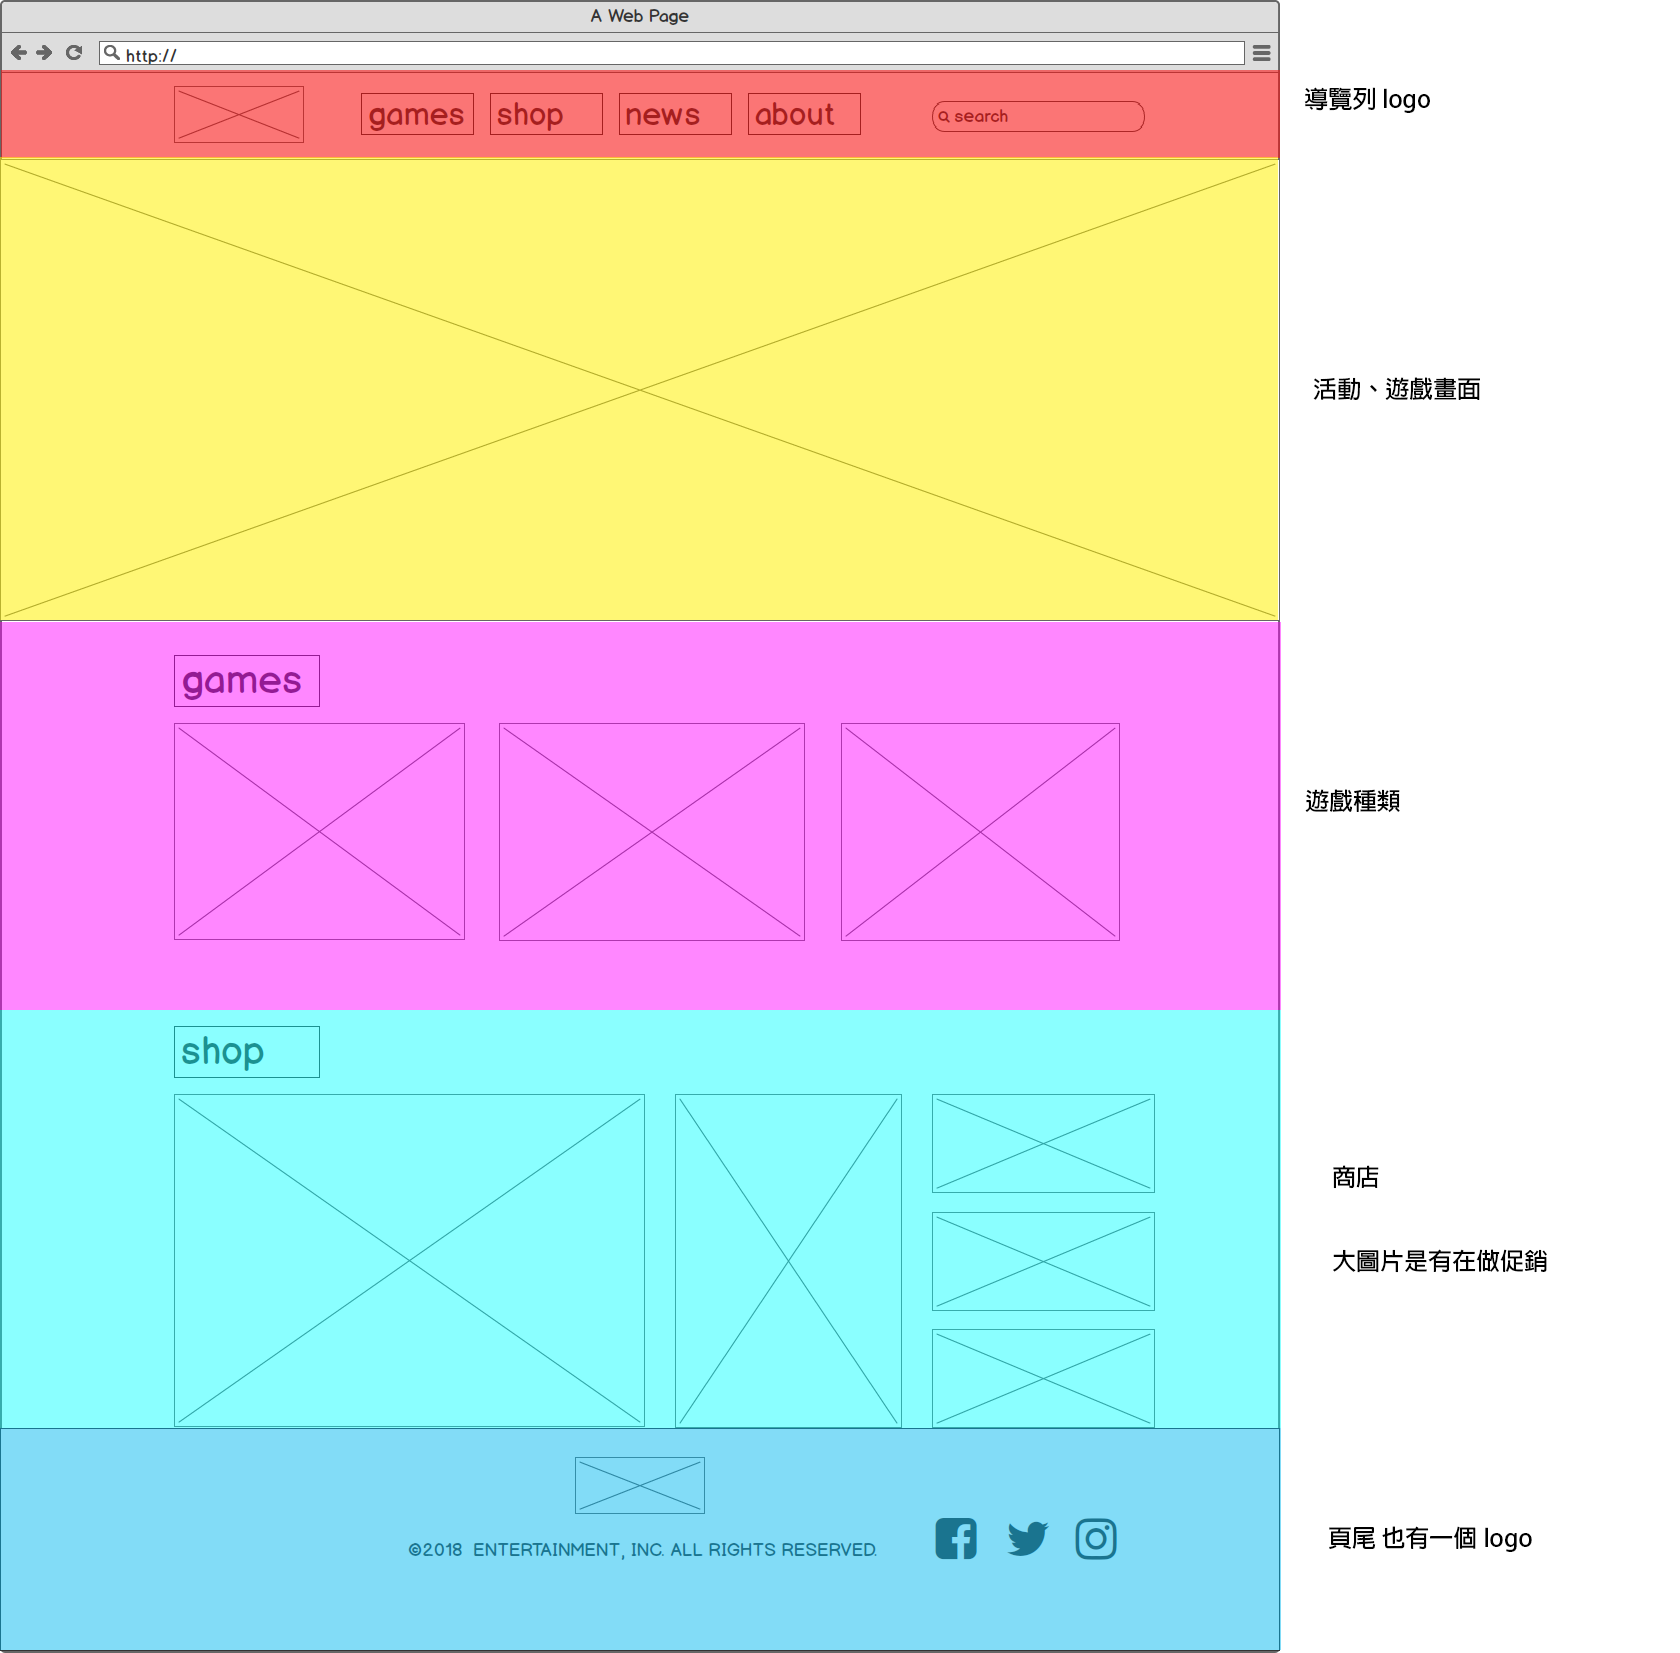 A Web Page
http://
games shop news about search
導覽列 logo
活動、遊戲畫面
games
遊戲種類
shop
商店
大圖片是有在做促銷
©2018 ENTERTAINMENT, INC. ALL RIGHTS RESERVED.
頁尾 也有一個 logo